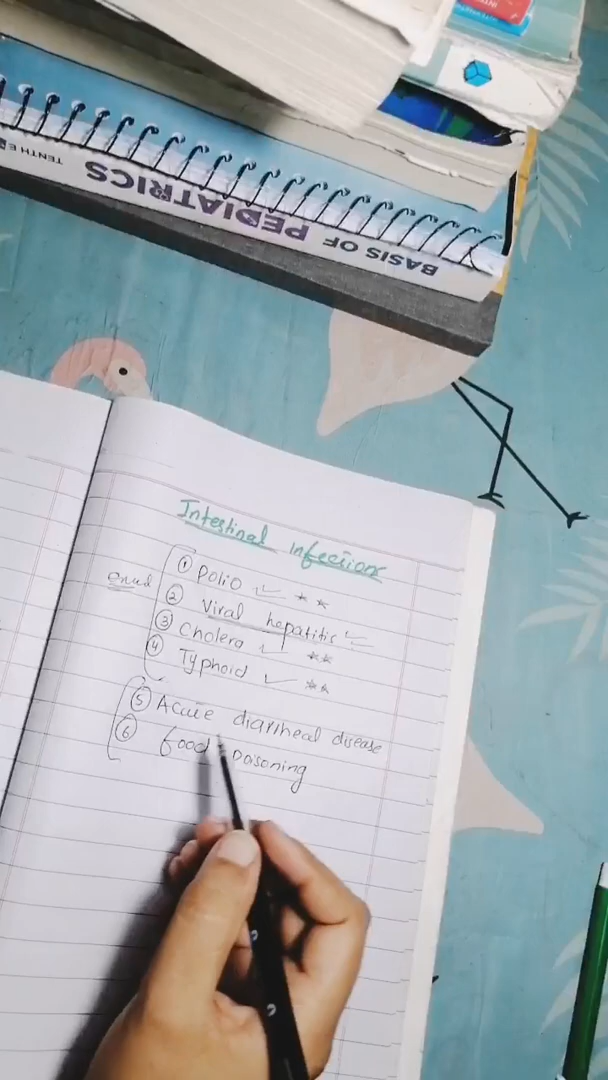 BASIS OF PEDIATRICS
TENTH E
Intestinal infections
① Polio ✓ **
② Viral hepatitis ✓
③ Cholera ✓ **
④ Typhoid ✓ **
⑤ Acute diarrheal disease
⑥ food poisoning